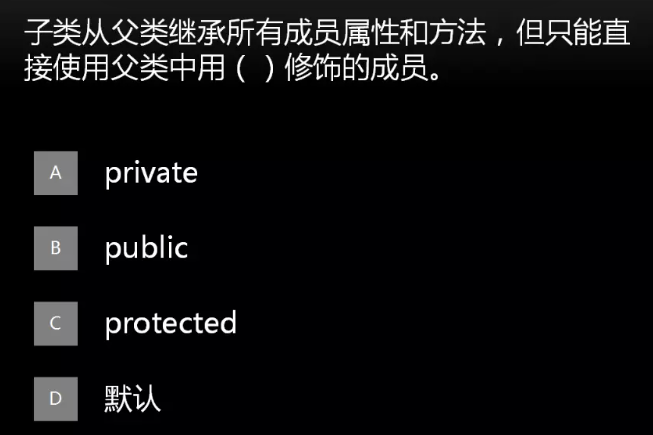 子类从父类继承所有成员属性和方法，但只能直
接使用父类中用（ ）修饰的成员。
A private
B public
C protected
D 默认